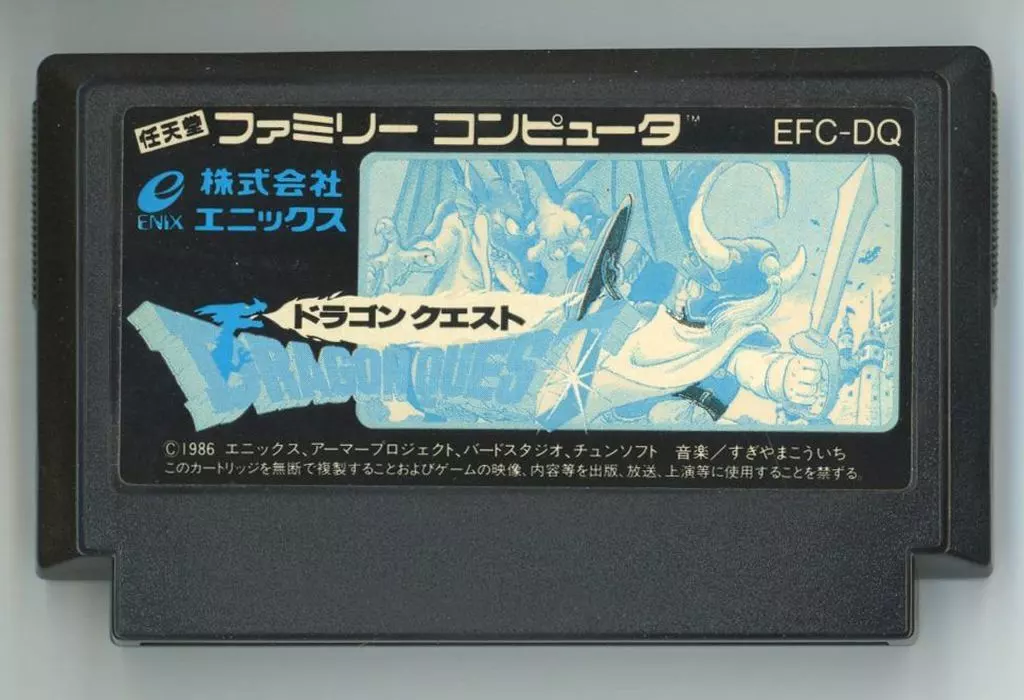 任天堂 ファミリー コンピュータ™ EFC-DQ
ENIX
株式会社
エニックス
ドラゴンクエスト
DRAGON QUEST
©1986 エニックス、アーマープロジェクト、バードスタジオ、チュンソフト 音楽／すぎやまこういち
このカートリッジを無断で複製することおよびゲームの映像、内容等を出版、放送、上演等に使用することを禁ずる。